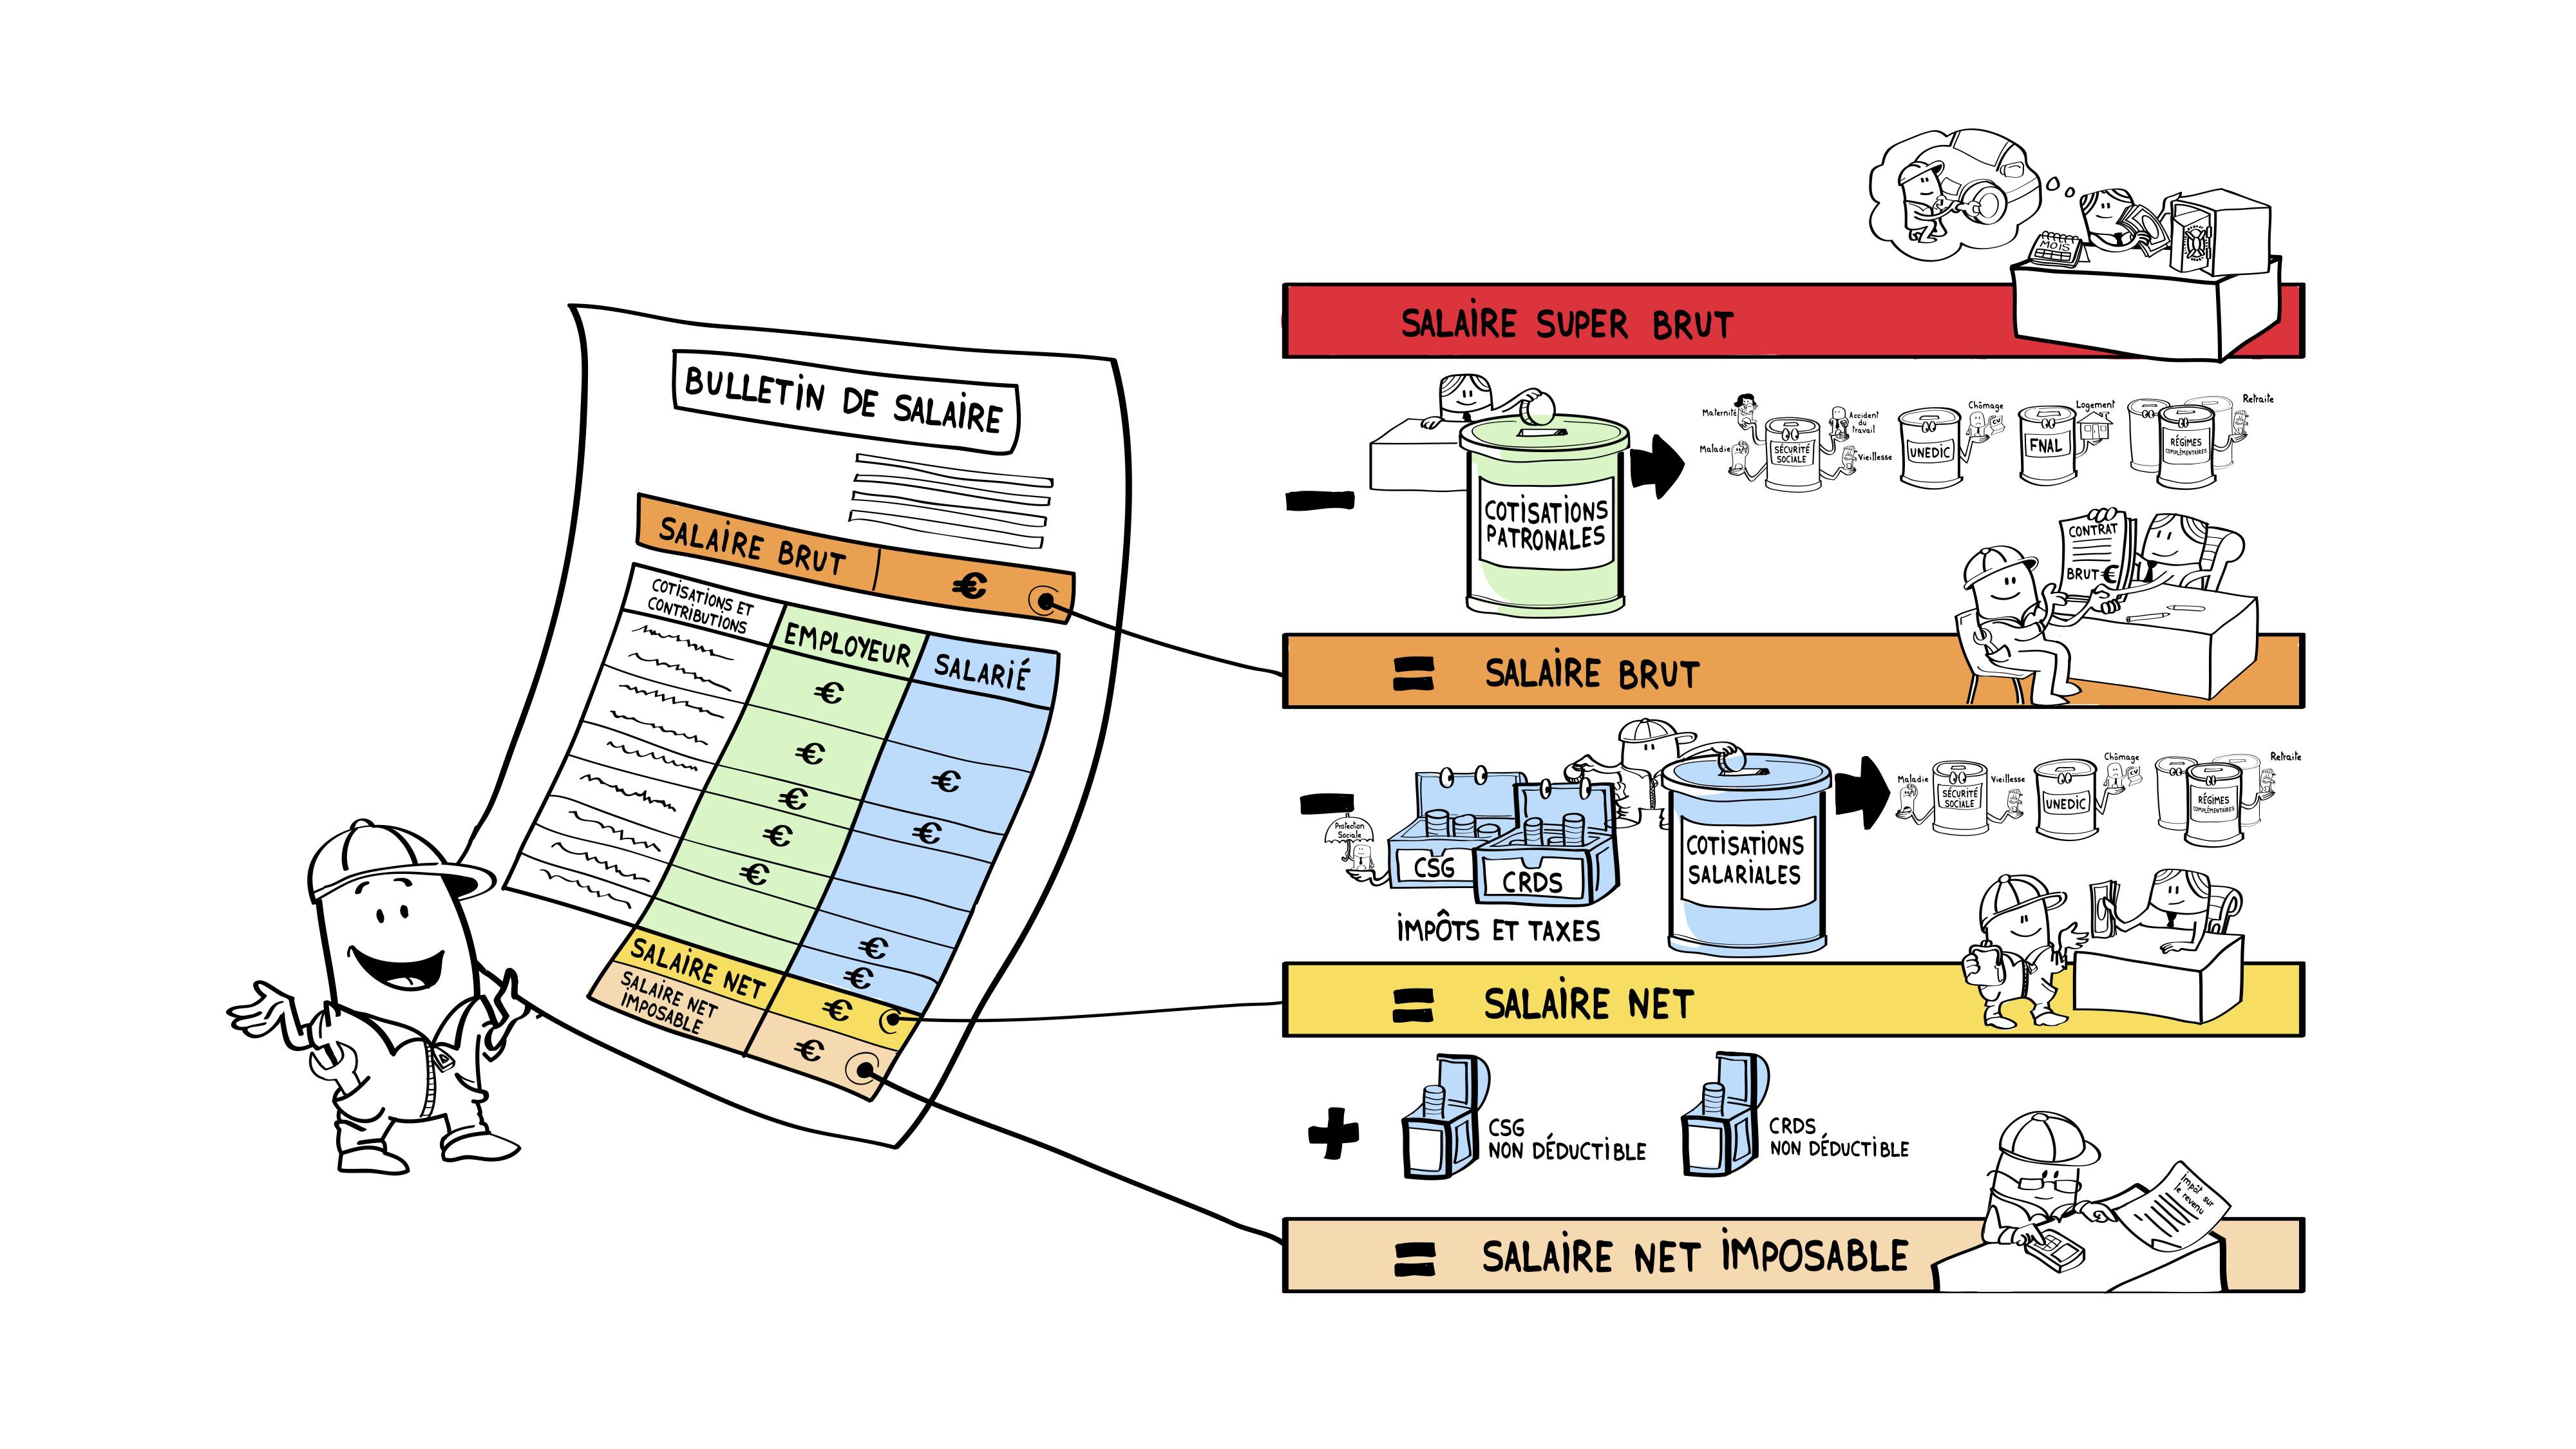 BULLETIN DE SALAIRE
SALAIRE BRUT
€
COTISATIONS ET
CONTRIBUTIONS
EMPLOYEUR
SALARIÉ
€
€
€
€
€
€
€
€
€
SALAIRE NET
€
SALAIRE NET
IMPOSABLE
€
MOIS
SALAIRE SUPER BRUT
COTISATIONS
PATRONALES
Maternité
Maladie
SÉCURITÉ
SOCIALE
Accident
du
travail
Vieillesse
UNEDIC
Chômage
CV
FNAL
Logement
RÉGIMES
COMPLÉMENTAIRES
Retraite
CONTRAT
BRUT €
= SALAIRE BRUT
Protection
Sociale
CSG
CRDS
IMPÔTS ET TAXES
COTISATIONS
SALARIALES
Maladie
SÉCURITÉ
SOCIALE
Vieillesse
UNEDIC
Chômage
CV
RÉGIMES
COMPLÉMENTAIRES
Retraite
= SALAIRE NET
+
CSG
NON DÉDUCTIBLE
CRDS
NON DÉDUCTIBLE
Impôt sur
le revenu
= SALAIRE NET IMPOSABLE